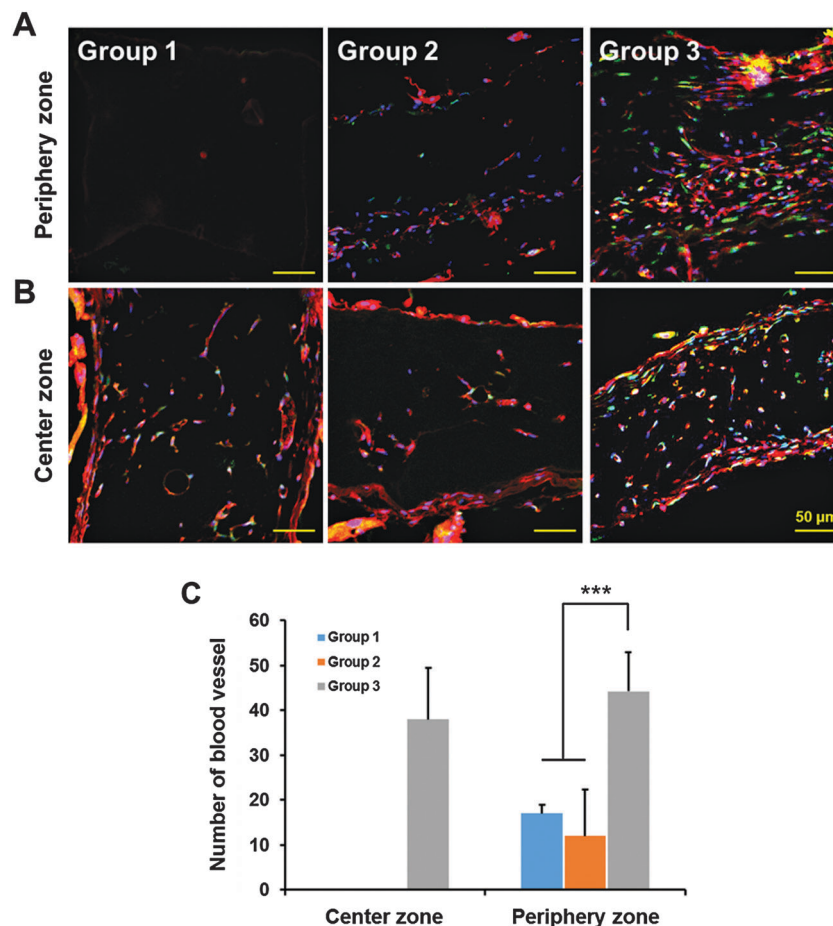 A
Group 1
Group 2
Group 3
Periphery zone
B
Center zone
50 µm
C
***
Number of blood vessel
60
50
40
30
20
10
0
Group 1
Group 2
Group 3
Center zone
Periphery zone